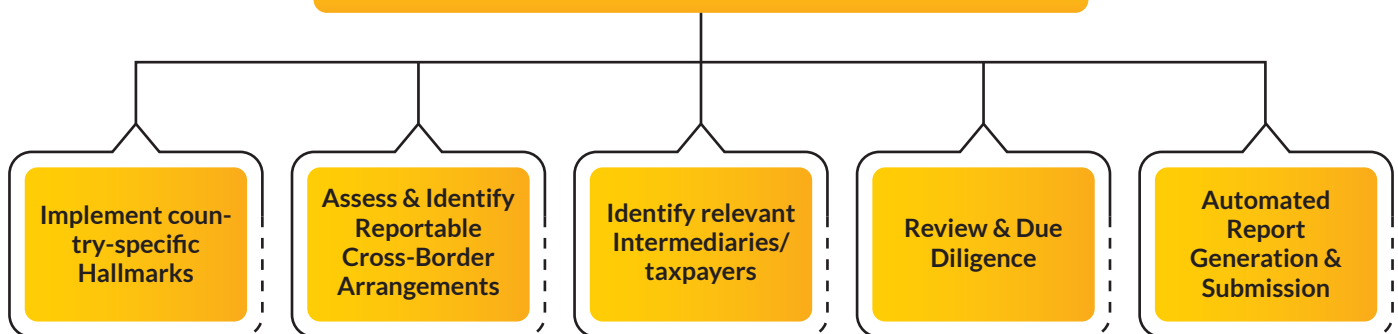 Implement coun-
try-specific
Hallmarks
Assess & Identify
Reportable
Cross-Border
Arrangements
Identify relevant
Intermediaries/
taxpayers
Review & Due
Diligence
Automated
Report
Generation &
Submission